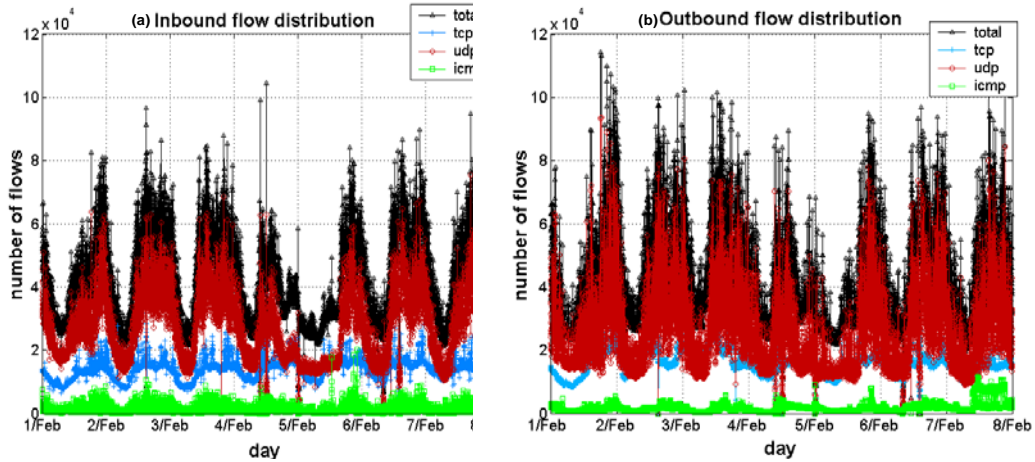 (a) Inbound flow distribution
x 10^4
12
10
8
6
4
2
0
number of flows
1/Feb 2/Feb 3/Feb 4/Feb 5/Feb 6/Feb 7/Feb 8
day
total
tcp
udp
icm
(b) Outbound flow distribution
x 10^4
12
10
8
6
4
2
0
number of flows
1/Feb 2/Feb 3/Feb 4/Feb 5/Feb 6/Feb 7/Feb 8/Feb
day
total
tcp
udp
icmp